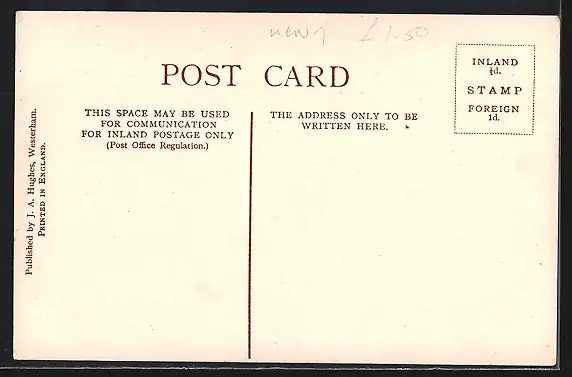 newT £1-50
POST CARD
INLAND
½d.
STAMP
FOREIGN
1d.
THIS SPACE MAY BE USED
FOR COMMUNICATION
FOR INLAND POSTAGE ONLY
(Post Office Regulation.)
THE ADDRESS ONLY TO BE
WRITTEN HERE.
Published by J. A. Hughes, Westerham.
PRINTED IN ENGLAND.